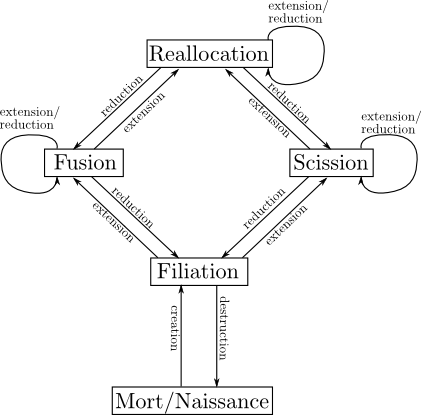 extension/
reduction
Reallocation
reduction
extension
reduction
extension
extension/
reduction
extension/
reduction
Fusion
Scission
reduction
extension
reduction
extension
Filiation
creation
destruction
Mort/Naissance